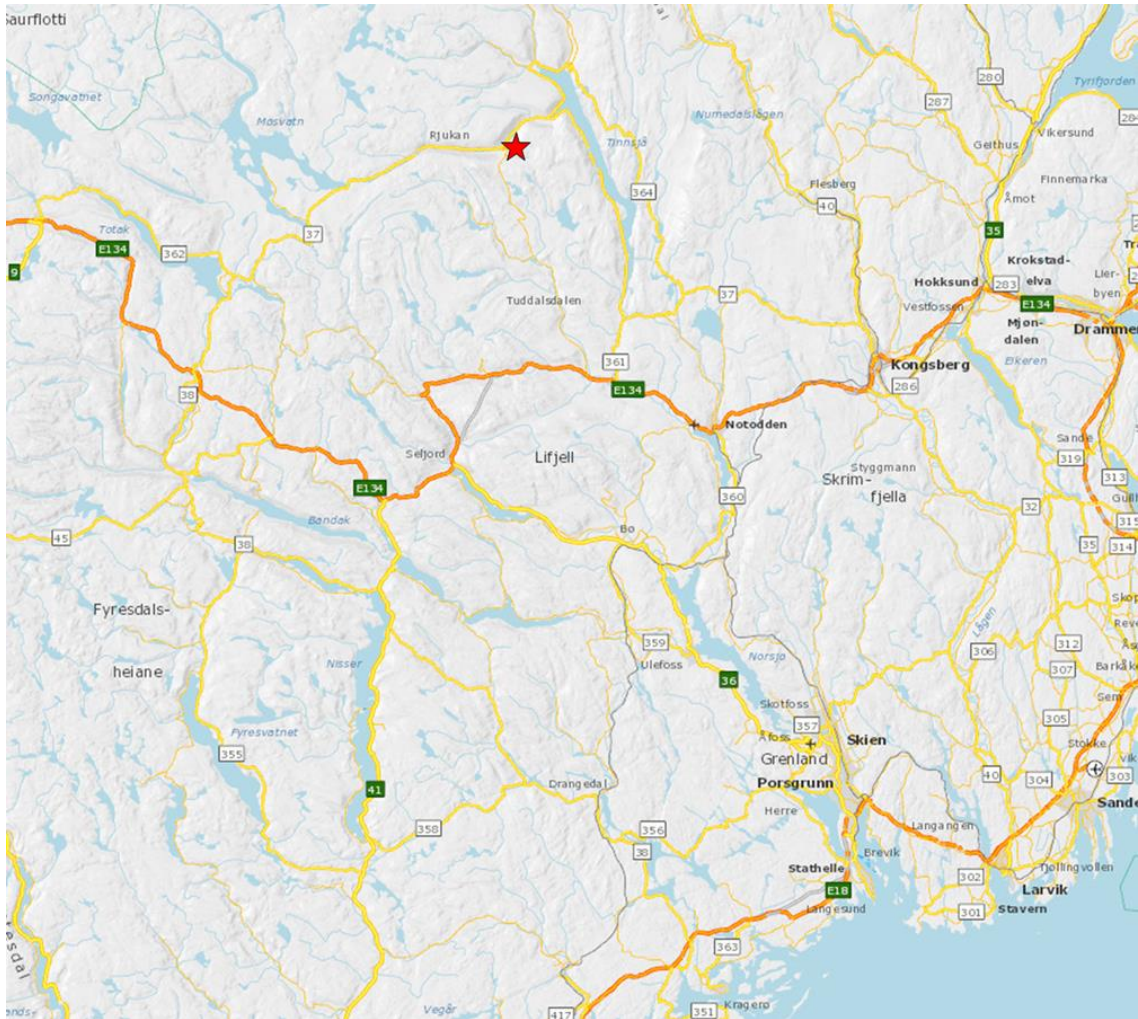 Saurflotti
Songavatnet
Møsvatn
Rjukan
Tinnsjå
Numedalslågen
280
287
Tyrifjorden
284
Vikersund
Geithus
Finnemarka
Åmot
364
Flesberg
40
35
37
Totak
E134
362
9
Krokstad-
elva
Hokksund
283
Lier-
byen
Vestfossen
E134
Mjøn-
dalen
Drammen
Eikeren
Tuddalsdalen
37
361
E134
Kongsberg
286
38
Notodden
Seljord
Lifjell
Sande
319
313
Styggmann
Skrim-
fjella
E134
360
32
315
Bandak
Bø
45
38
35
314
Fyresdals-
heiane
Nisser
359
Ulefoss
Norsjø
Lågen
306
312
307
Barkåke
Sem
36
Skotfoss
357
305
Fyresvatnet
355
Åfoss
Grenland
Skien
Stokke
41
Drangedal
Porsgrunn
40
304
303
Sande
358
356
Herre
Langangen
38
Brevik
Stathelle
302
Tjøllingvollen
Larvik
E18
Langesund
301
Stavern
363
Vegår
Kragerø
351
417